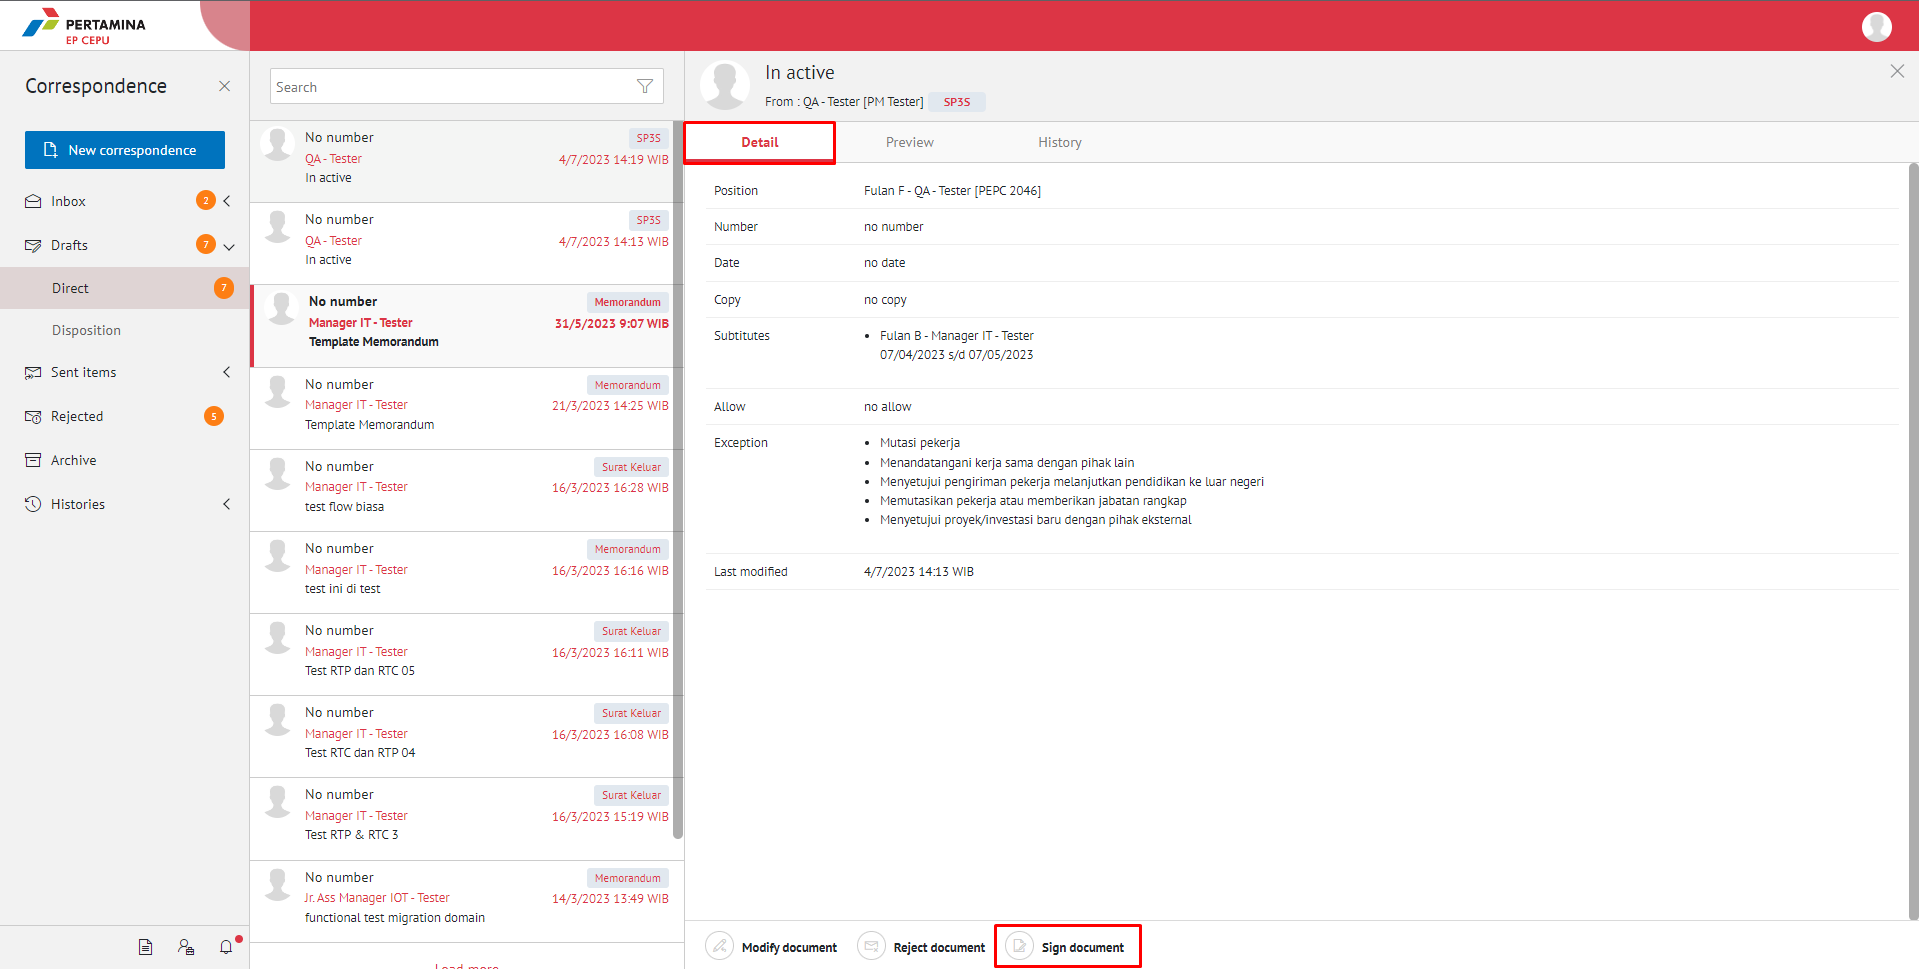 PERTAMINA
EP CEPU
Correspondence
New correspondence
Inbox 2
Drafts 7
Direct 7
Disposition
Sent items
Rejected 5
Archive
Histories
Search
No number SP3S
QA - Tester 4/7/2023 14:19 WIB
In active
No number SP3S
QA - Tester 4/7/2023 14:13 WIB
In active
No number Memorandum
Manager IT - Tester 31/5/2023 9:07 WIB
Template Memorandum
No number Memorandum
Manager IT - Tester 21/3/2023 14:25 WIB
Template Memorandum
No number Surat Keluar
Manager IT - Tester 16/3/2023 16:28 WIB
test flow biasa
No number Memorandum
Manager IT - Tester 16/3/2023 16:16 WIB
test ini di test
No number Surat Keluar
Manager IT - Tester 16/3/2023 16:11 WIB
Test RTP dan RTC 05
No number Surat Keluar
Manager IT - Tester 16/3/2023 16:08 WIB
Test RTC dan RTP 04
No number Surat Keluar
Manager IT - Tester 16/3/2023 15:19 WIB
Test RTP & RTC 3
No number Memorandum
Jr. Ass Manager IOT - Tester 14/3/2023 13:49 WIB
functional test migration domain
Load more
In active
From : QA - Tester [PM Tester] SP3S
Detail Preview History
Position Fulan F - QA - Tester [PEPC 2046]
Number no number
Date no date
Copy no copy
Subtitutes • Fulan B - Manager IT - Tester
07/04/2023 s/d 07/05/2023
Allow no allow
Exception • Mutasi pekerja
• Menandatangani kerja sama dengan pihak lain
• Menyetujui pengiriman pekerja melanjutkan pendidikan ke luar negeri
• Memutasikan pekerja atau memberikan jabatan rangkap
• Menyetujui proyek/investasi baru dengan pihak eksternal
Last modified 4/7/2023 14:13 WIB
Modify document Reject document Sign document